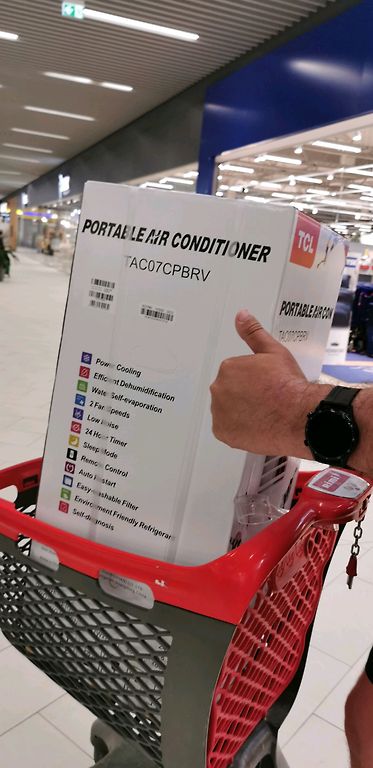 PORTABLE AIR CONDITIONER
TCL
TAC07CPBRV
PORTABLE AIR CON
TAC07CPBRV
Power Cooling
Efficient Dehumidification
Water Self-evaporation
2 Fan Speeds
Low Noise
24 Hour Timer
Sleep Mode
Remote Control
Auto Restart
Easy-washable Filter
Environment Friendly Refrigerant
Self-diagnosis